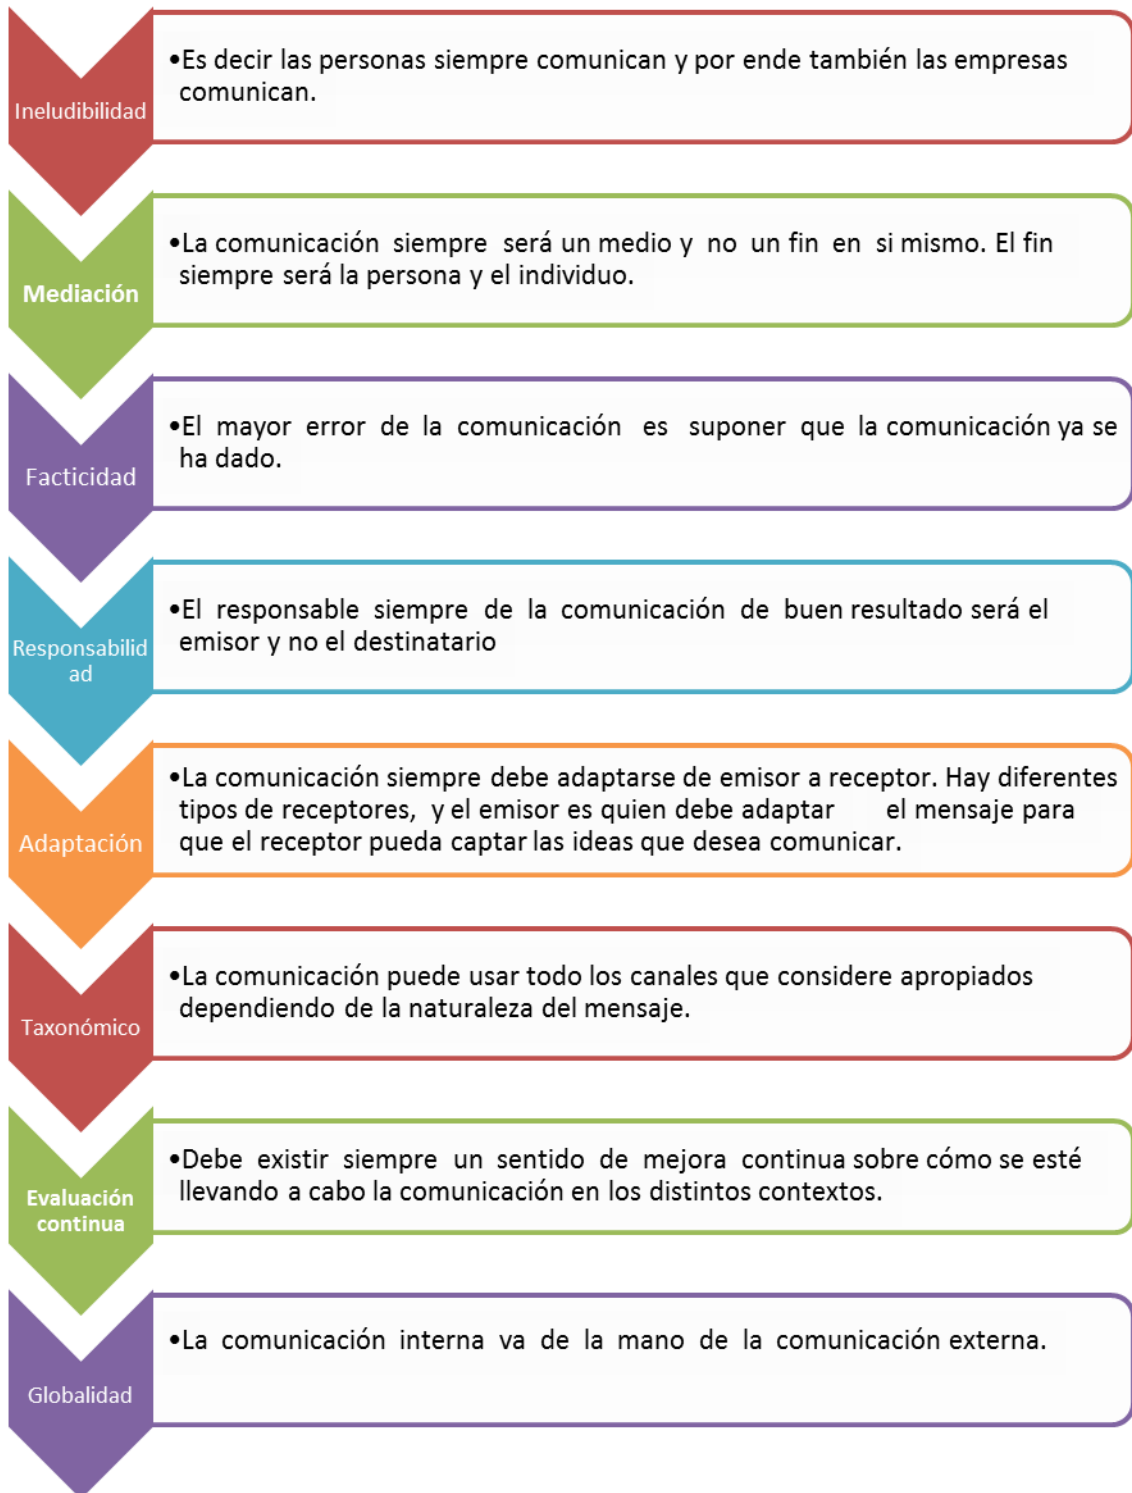 Ineludibilidad
•Es decir las personas siempre comunican y por ende también las empresas
comunican.
Mediación
•La comunicación siempre será un medio y no un fin en si mismo. El fin
siempre será la persona y el individuo.
Facticidad
•El mayor error de la comunicación es suponer que la comunicación ya se
ha dado.
Responsabilid
ad
•El responsable siempre de la comunicación de buen resultado será el
emisor y no el destinatario
Adaptación
•La comunicación siempre debe adaptarse de emisor a receptor. Hay diferentes
tipos de receptores, y el emisor es quien debe adaptar el mensaje para
que el receptor pueda captar las ideas que desea comunicar.
Taxonómico
•La comunicación puede usar todo los canales que considere apropiados
dependiendo de la naturaleza del mensaje.
Evaluación
continua
•Debe existir siempre un sentido de mejora continua sobre cómo se esté
llevando a cabo la comunicación en los distintos contextos.
Globalidad
•La comunicación interna va de la mano de la comunicación externa.